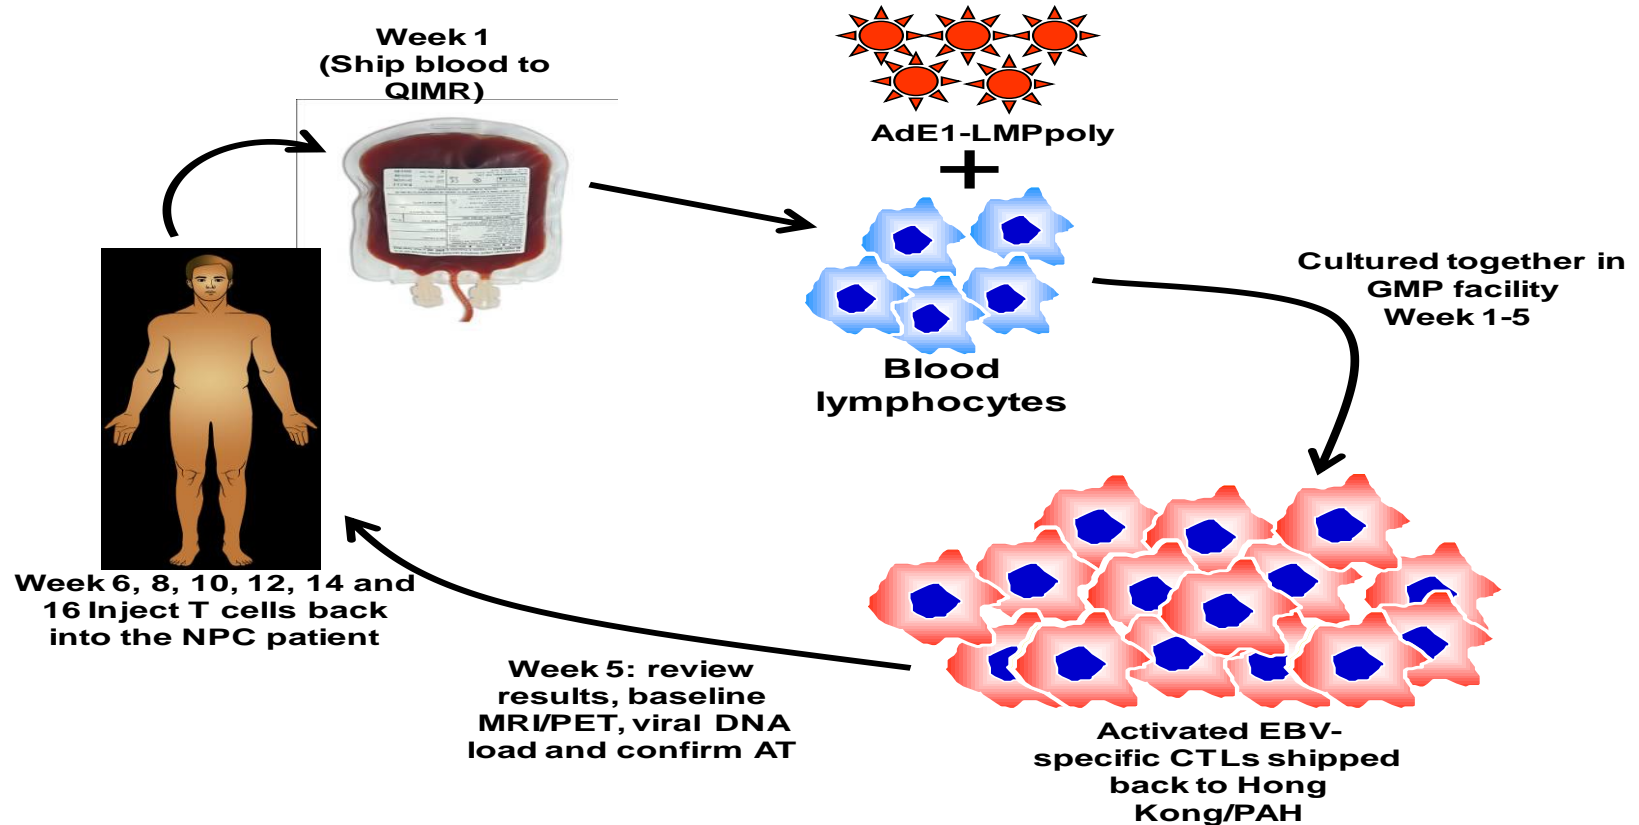 Week 1
(Ship blood to
QIMR)
AdE1-LMPpoly
+
Blood
lymphocytes
Cultured together in
GMP facility
Week 1-5
Activated EBV-
specific CTLs shipped
back to Hong
Kong/PAH
Week 5: review
results, baseline
MRI/PET, viral DNA
load and confirm AT
Week 6, 8, 10, 12, 14 and
16 Inject T cells back
into the NPC patient